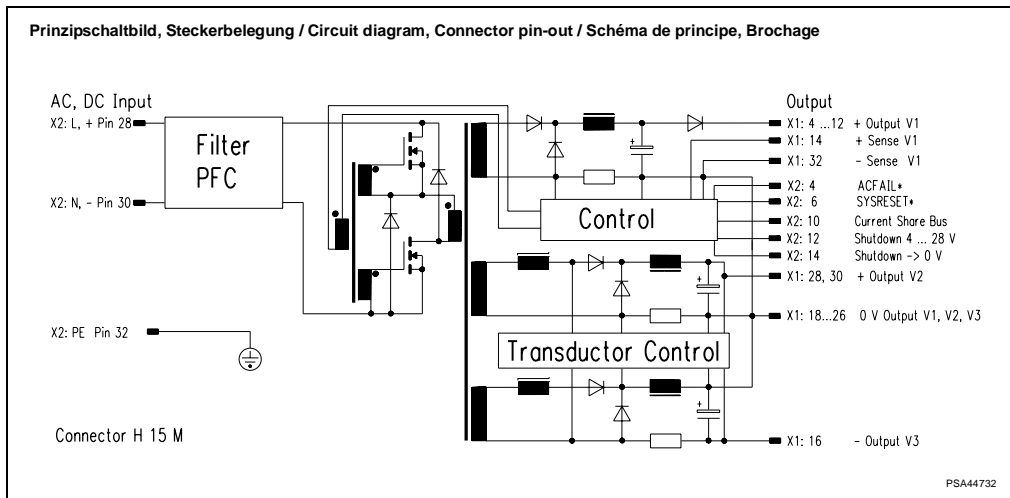 Prinzipschaltbild, Steckerbelegung / Circuit diagram, Connector pin-out / Schéma de principe, Brochage
AC, DC Input
X2: L, + Pin 28
Filter
PFC
X2: N, - Pin 30
X2: PE Pin 32
Connector H 15 M
Control
Transductor Control
Output
X1: 4 ...12 + Output V1
X1: 14 + Sense V1
X1: 32 - Sense V1
X2: 4 ACFAIL*
X2: 6 SYSRESET*
X2: 10 Current Share Bus
X2: 12 Shutdown 4 ... 28 V
X2: 14 Shutdown -> 0 V
X1: 28, 30 + Output V2
X1: 18...26 0 V Output V1, V2, V3
X1: 16 - Output V3
+
+
+
PSA44732